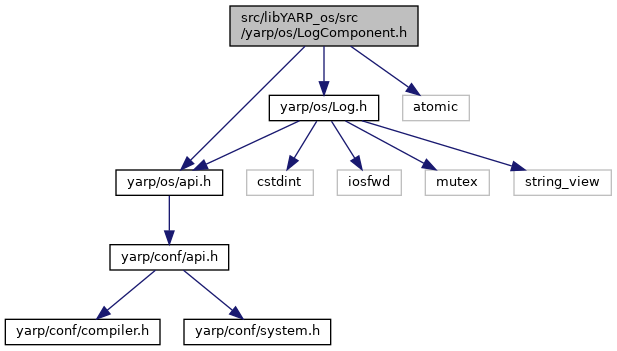 src/libYARP_os/src
/yarp/os/LogComponent.h
yarp/os/Log.h
atomic
yarp/os/api.h
cstdint
iosfwd
mutex
string_view
yarp/conf/api.h
yarp/conf/compiler.h
yarp/conf/system.h